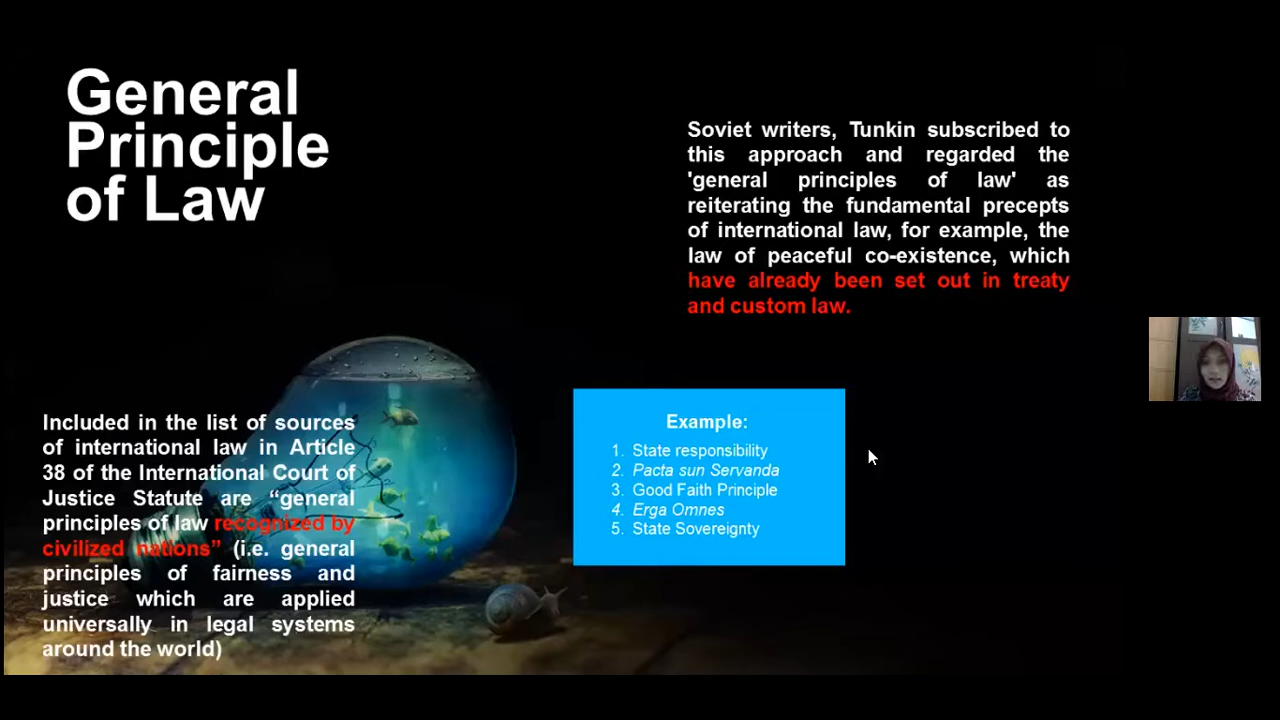 General
Principle
of Law
Soviet writers, Tunkin subscribed to
this approach and regarded the
'general principles of law' as
reiterating the fundamental precepts
of international law, for example, the
law of peaceful co-existence, which
have already been set out in treaty
and custom law.
Included in the list of sources
of international law in Article
38 of the International Court of
Justice Statute are “general
principles of law recognized by
civilized nations” (i.e. general
principles of fairness and
justice which are applied
universally in legal systems
around the world)
Example:
1. State responsibility
2. Pacta sun Servanda
3. Good Faith Principle
4. Erga Omnes
5. State Sovereignty